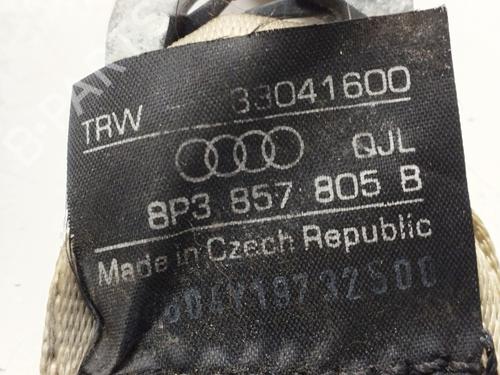 TRW - 33041600
QJL
8P3 857 805 B
Made in Czech Republic